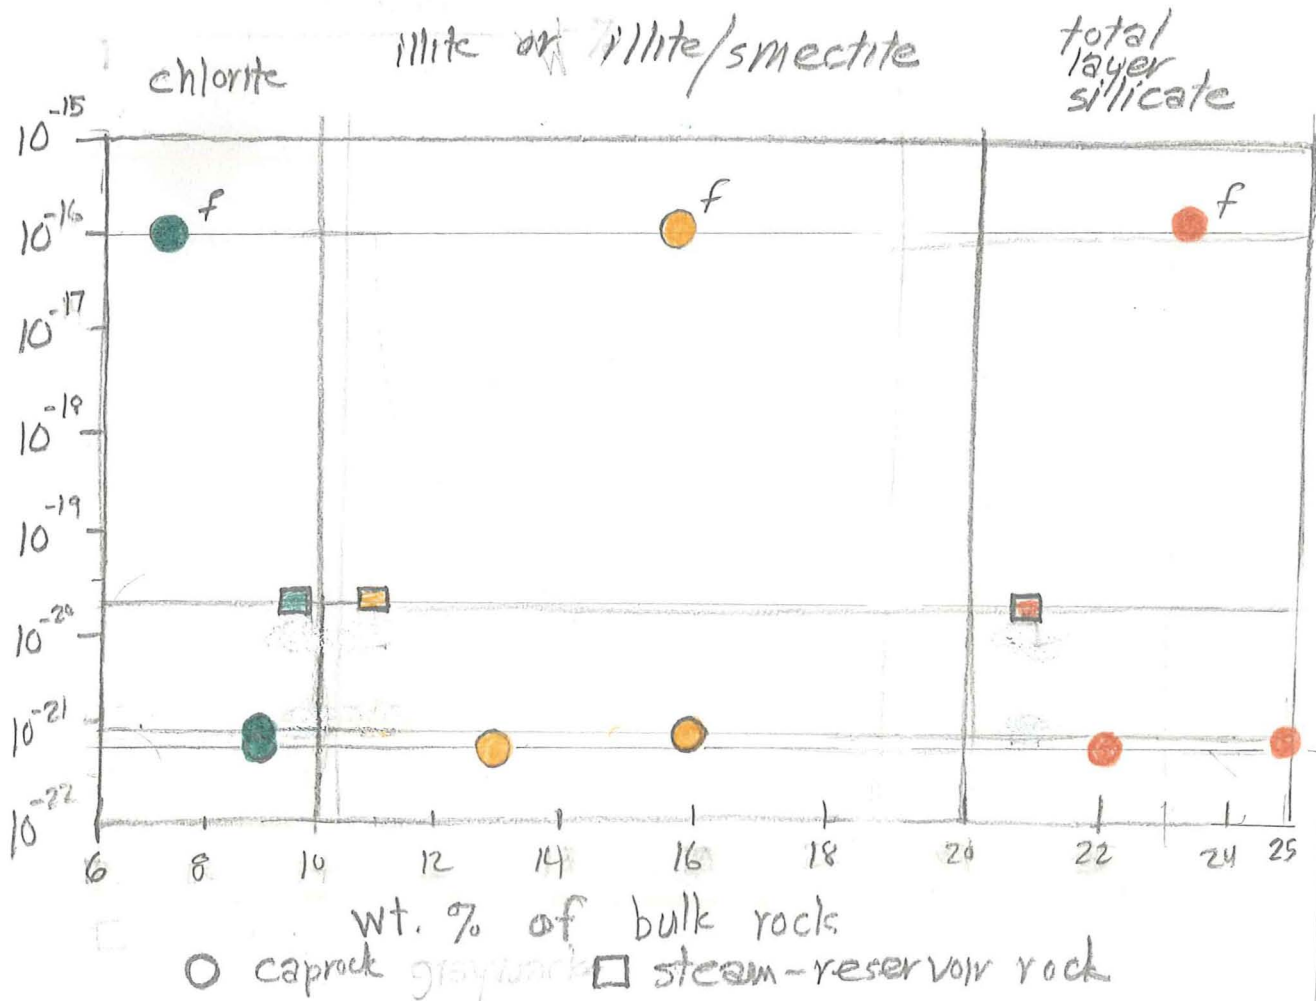 chlorite
illite or illite/smectite
total
layer
sillicate
10-15
f f f
10-16
10-17
10-19
10-19
10-20
10-21
10-22
6 8 10 12 14 16 18 20 22 24 25
wt. % of bulk rock
caprock graywack steam-reservoir rock